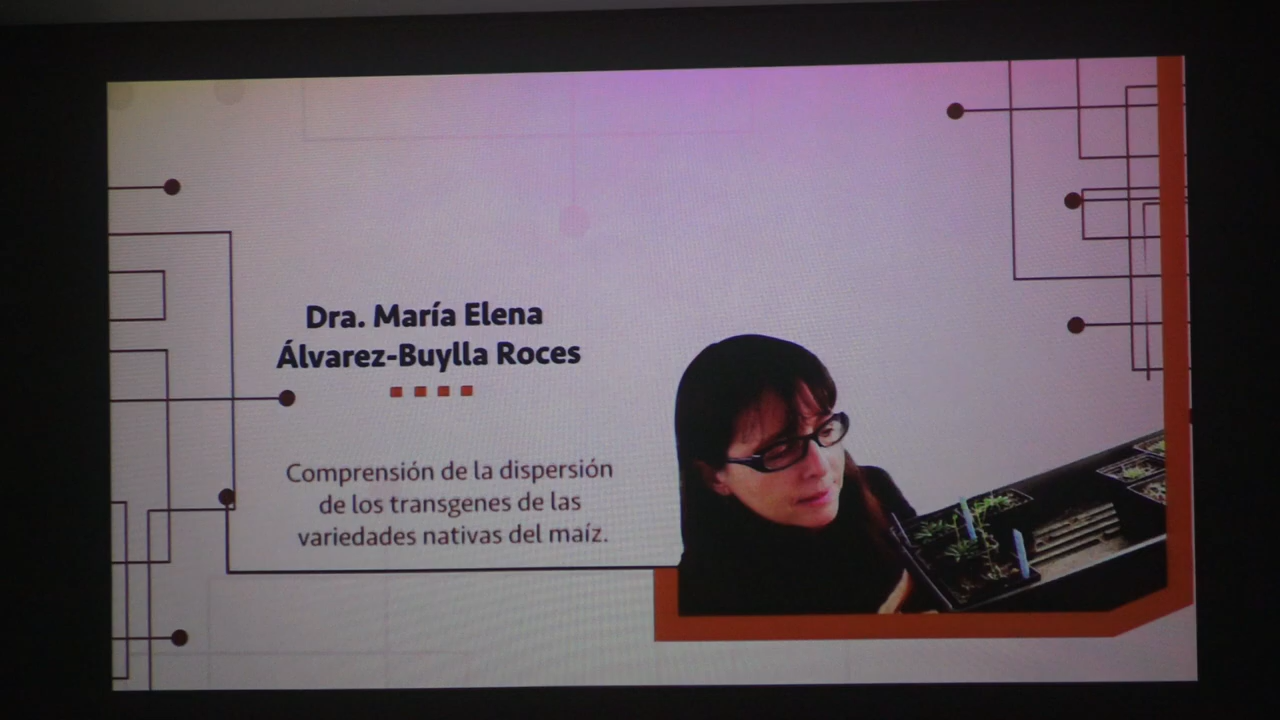 Dra. María Elena
Álvarez-Buylla Roces
Comprensión de la dispersión
de los transgenes de las
variedades nativas del maíz.